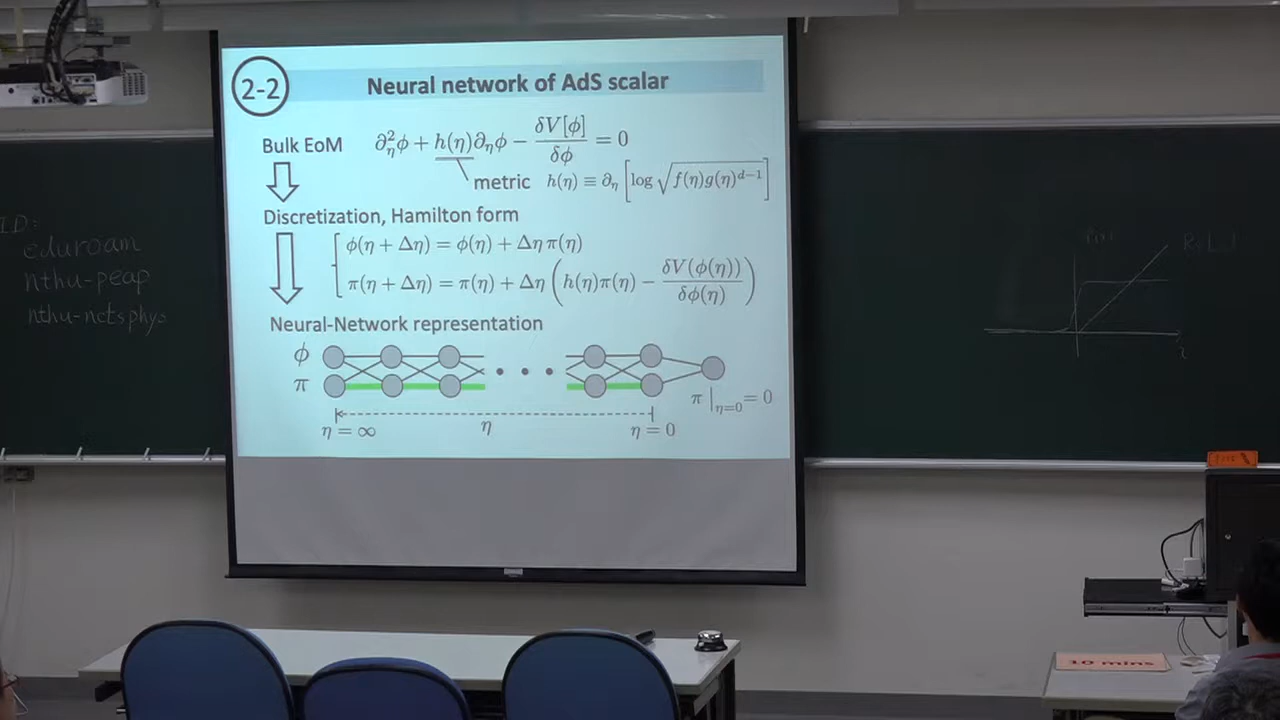 2-2
Neural network of AdS scalar
Bulk EoM ∂²_η ϕ + h(η)∂_η ϕ − δV[ϕ]/δϕ = 0
metric h(η) ≡ ∂_η [log √(f(η)g(η)^{d−1})]
Discretization, Hamilton form
ϕ(η + Δη) = ϕ(η) + Δη π(η)
π(η + Δη) = π(η) + Δη (h(η)π(η) − δV(ϕ(η))/δϕ(η))
Neural-Network representation
ϕ
π
π |_{η=0} = 0
η = ∞ η η = 0
ID:
eduroam
nthu-peap
nthu-nctsphys
10 mins